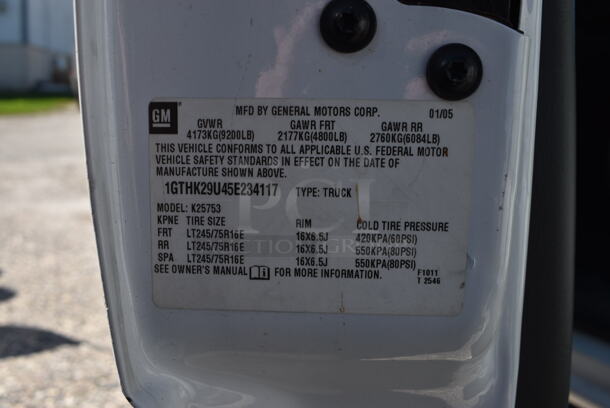 GM
MFD BY GENERAL MOTORS CORP. 01/05
GVWR GAWR FRT GAWR RR
4173KG(9200LB) 2177KG(4800LB) 2760KG(6084LB)
THIS VEHICLE CONFORMS TO ALL APPLICABLE U.S. FEDERAL MOTOR
VEHICLE SAFETY STANDARDS IN EFFECT ON THE DATE OF
MANUFACTURE SHOWN ABOVE.
1GTHK29U45E234117 TYPE: TRUCK
MODEL: K25753
KPNE TIRE SIZE RIM COLD TIRE PRESSURE
FRT LT245/75R16E 16X6.5J 420KPA(60PSI)
RR LT245/75R16E 16X6.5J 550KPA(80PSI)
SPA LT245/75R16E 16X6.5J 550KPA(80PSI)
SEE OWNER'S MANUAL FOR MORE INFORMATION.
F1011
T 2546
PCI